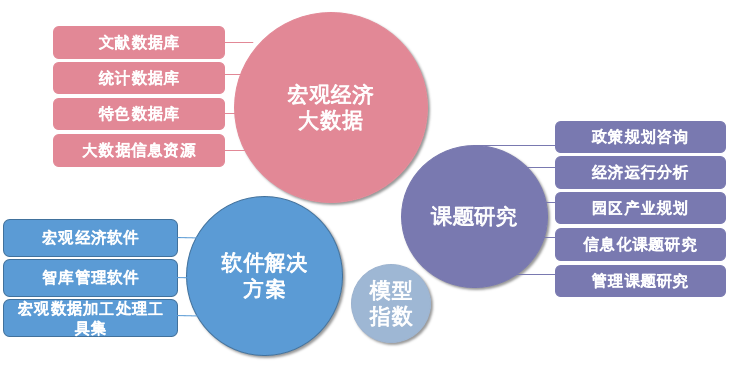 文献数据库
统计数据库
特色数据库
大数据信息资源
宏观经济
大数据
政策规划咨询
经济运行分析
园区产业规划
信息化课题研究
管理课题研究
课题研究
宏观经济软件
智库管理软件
宏观数据加工处理工
具集
软件解决
方案
模型
指数